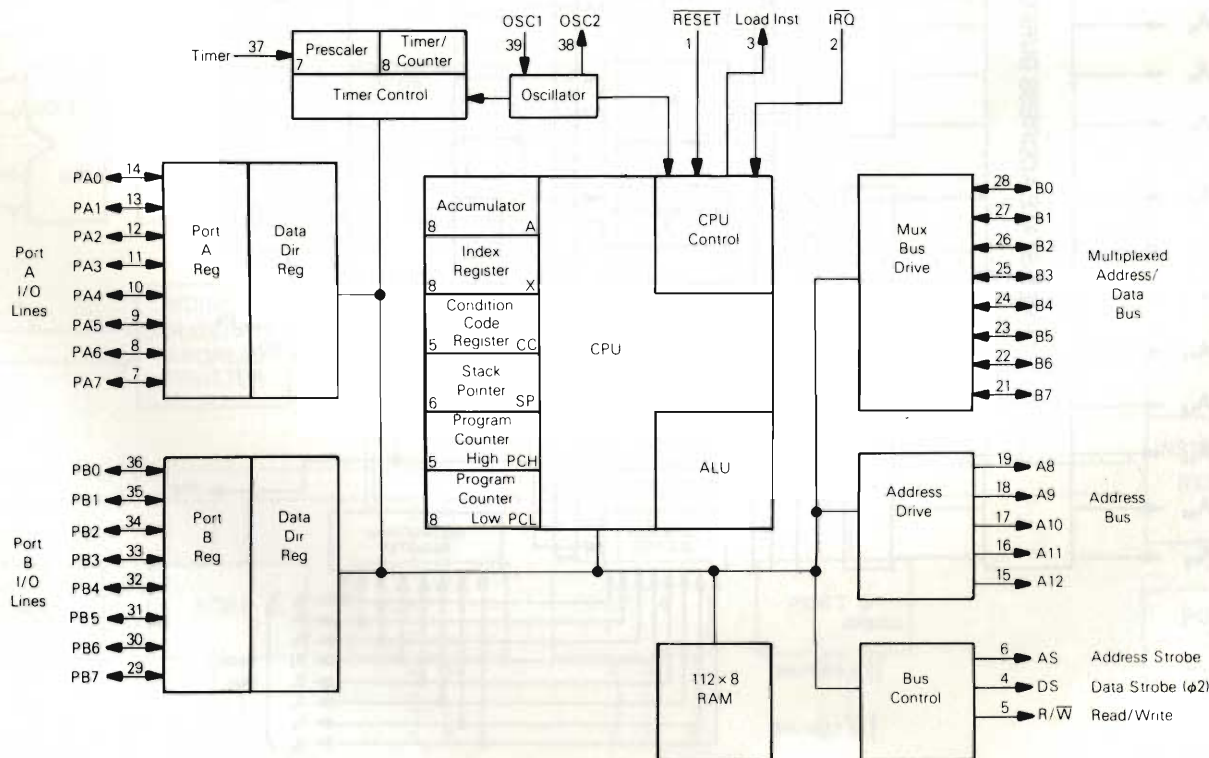 OSC1 OSC2 RESET Load Inst IRQ
39 38 1 3 2
Timer 37
Prescaler
7
Timer/
Counter
8
Timer Control
Oscillator
Port
A
I/O
Lines
PA0 14
PA1 13
PA2 12
PA3 11
PA4 10
PA5 9
PA6 8
PA7 7
Port
A
Reg
Data
Dir
Reg
Port
B
I/O
Lines
PB0 36
PB1 35
PB2 34
PB3 33
PB4 32
PB5 31
PB6 30
PB7 29
Port
B
Reg
Data
Dir
Reg
Accumulator
8 A
Index
Register
8 X
Condition
Code
Register
5 CC
Stack
Pointer
6 SP
Program
Counter
High
5 PCH
Program
Counter
Low
8 PCL
CPU
CPU
Control
ALU
112×8
RAM
Mux
Bus
Drive
28 B0
27 B1
26 B2
25 B3
24 B4
23 B5
22 B6
21 B7
Multiplexed
Address/
Data
Bus
Address
Drive
19 A8
18 A9
17 A10
16 A11
15 A12
Address
Bus
Bus
Control
6 AS Address Strobe
4 DS Data Strobe (ϕ2)
5 R/W Read/Write